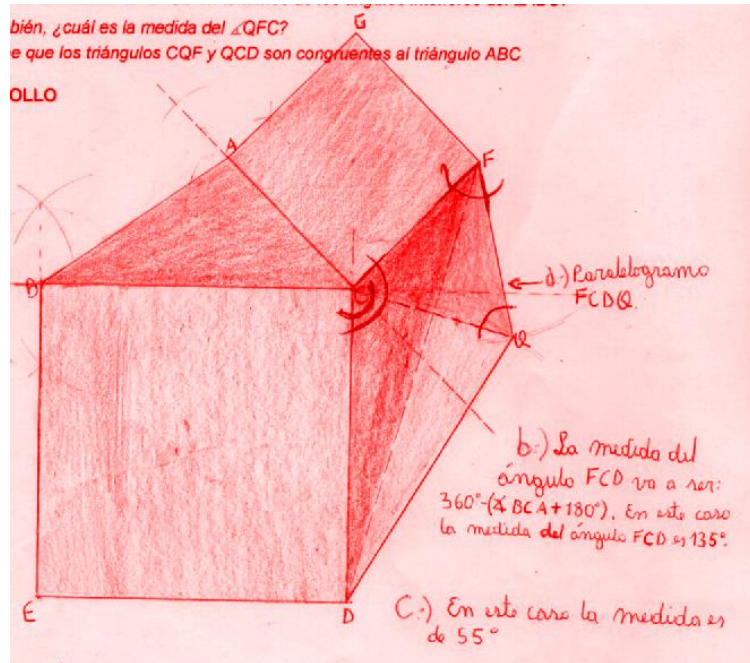 bién, ¿cuál es la medida del ∡QFC?
e que los triángulos CQF y QCD son congruentes al triángulo ABC
OLLO
G
A
F
B
C
d:) Paralelogramo
FCDQ.
Q
b:) La medida del
ángulo FCD va a ser:
360°-(∡ BCA+180°). En este caso
la medida del ángulo FCD es 135°.
E
D
C:) En este caso la medida es
de 55°